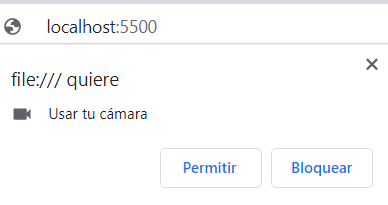 localhost:5500
file:/// quiere
Usar tu cámara
Permitir
Bloquear